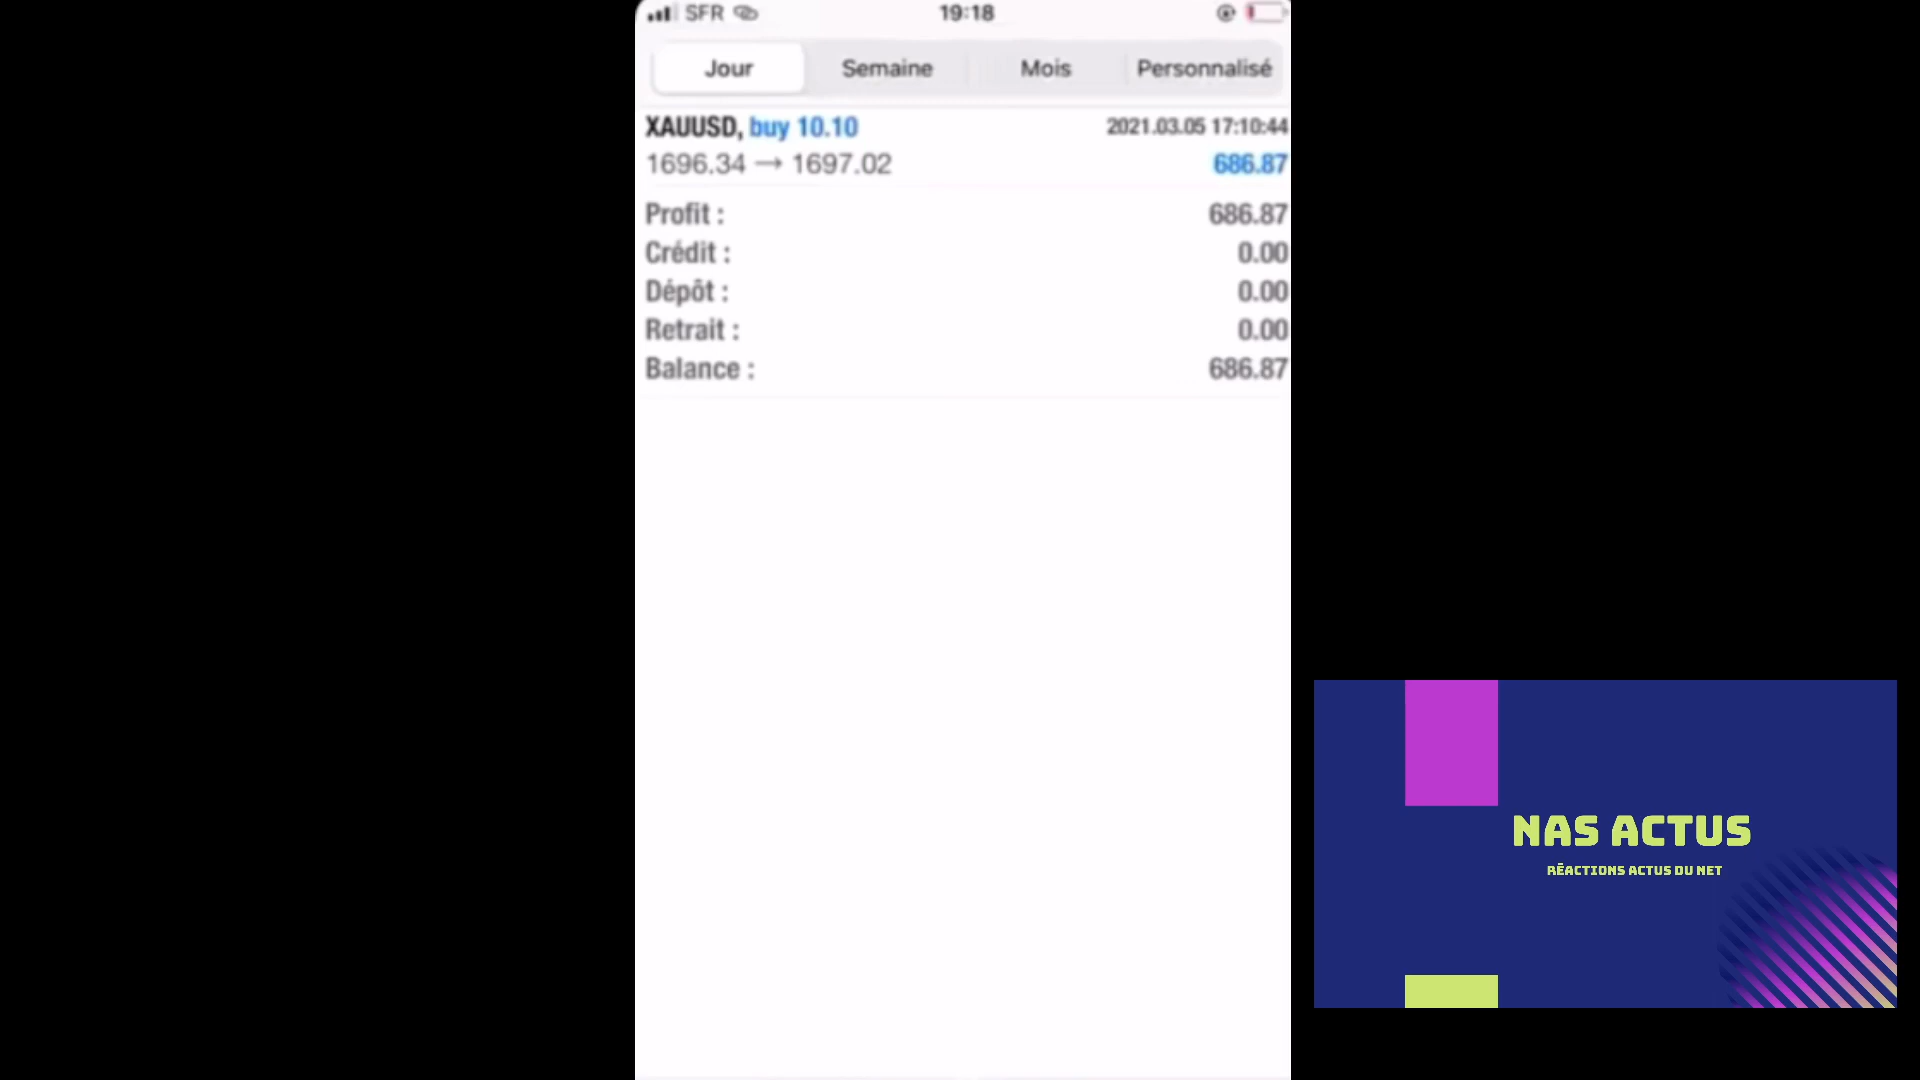 SFR
19:18
Jour Semaine Mois Personnalisé
XAUUSD, buy 10.10 2021.03.05 17:10:44
1696.34 → 1697.02 686.87
Profit : 686.87
Crédit : 0.00
Dépôt : 0.00
Retrait : 0.00
Balance : 686.87
NAS ACTUS
RÉACTIONS ACTUS DU NET